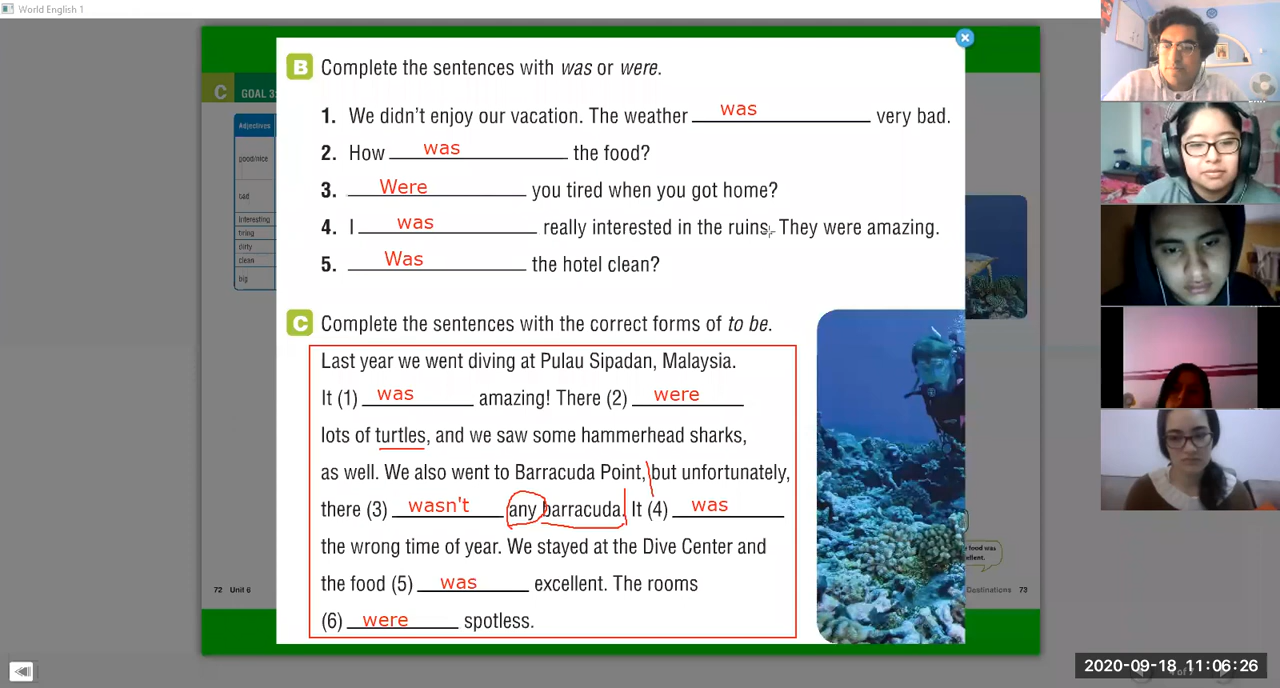 World English 1
C GOAL 3:
Adjectives
good/nice
bad
interesting
tiring
dirty
clean
big
B Complete the sentences with was or were.
1. We didn't enjoy our vacation. The weather was very bad.
2. How was the food?
3. Were you tired when you got home?
4. I was really interested in the ruins. They were amazing.
5. Was the hotel clean?
C Complete the sentences with the correct forms of to be.
Last year we went diving at Pulau Sipadan, Malaysia.
It (1) was amazing! There (2) were
lots of turtles, and we saw some hammerhead sharks,
as well. We also went to Barracuda Point, but unfortunately,
there (3) wasn't any barracuda. It (4) was
the wrong time of year. We stayed at the Dive Center and
the food (5) was excellent. The rooms
(6) were spotless.
food was
72 Unit 6
Destinations 73
2020-09-18 11:06:26